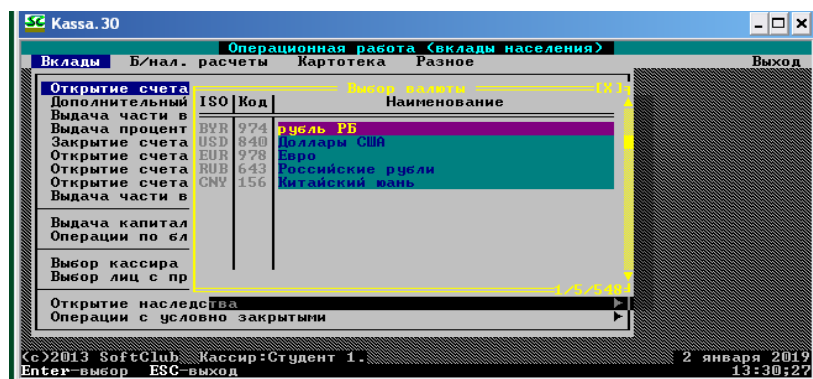 Kassa.30
Операционная работа (вклады населения)
Вклады Б/нал. расчеты Картотека Разное Выход
Открытие счета Выбор валюты [X]
Дополнительный ISO Код Наименование
Выдача части в
Выдача процент BYR 974 рубль РБ
Закрытие счета USD 840 Доллары США
Открытие счета EUR 978 Евро
Открытие счета RUB 643 Российские рубли
Открытие счета CNY 156 Китайский юань
Выдача части в
Выдача капитал
Операции по бл
Выбор кассира
Выбор лиц с пр
1/5/548
Открытие наследства
Операции с условно закрытыми
(c)2013 SoftClub Кассир:Студент 1. 2 января 2019
Enter-выбор ESC-выход 13:30;27